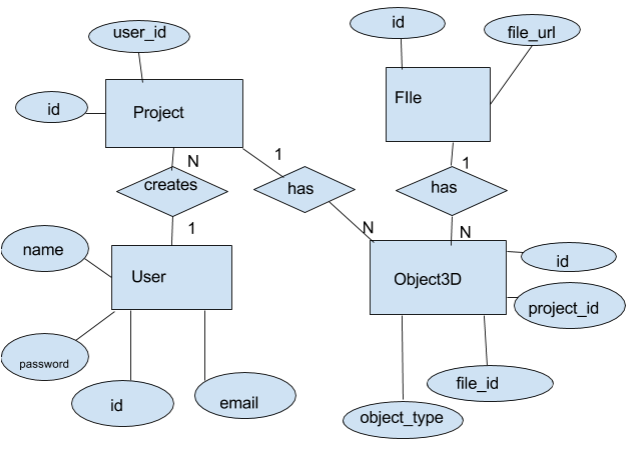 id
user_id
file_url
id
Project
FIle
N
1
1
creates
has
has
1
N
N
name
User
Object3D
id
project_id
password
id
email
file_id
object_type